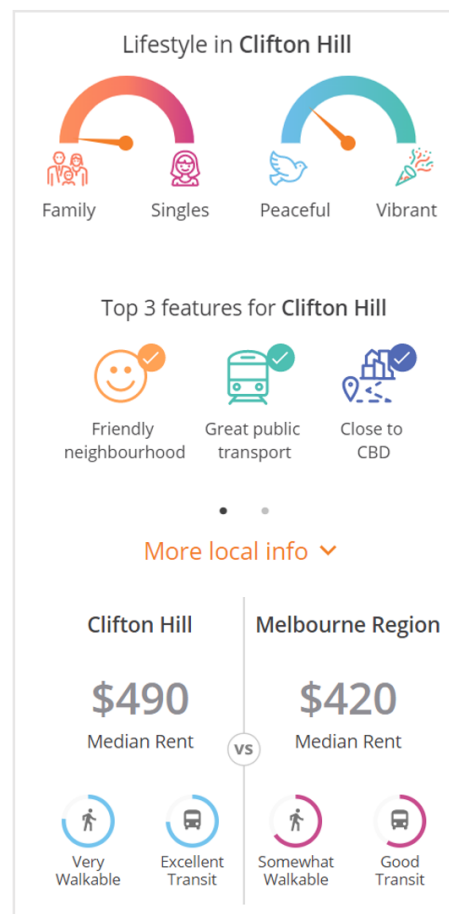 Lifestyle in Clifton Hill
Family
Singles
Peaceful
Vibrant
Top 3 features for Clifton Hill
Friendly
neighbourhood
Great public
transport
Close to
CBD
More local info
Clifton Hill
Melbourne Region
$490
Median Rent
vs
$420
Median Rent
Very
Walkable
Excellent
Transit
Somewhat
Walkable
Good
Transit